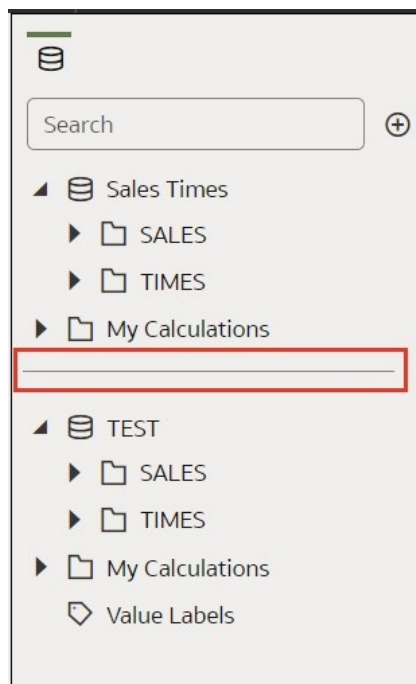 Search
Sales Times
SALES
TIMES
My Calculations
TEST
SALES
TIMES
My Calculations
Value Labels